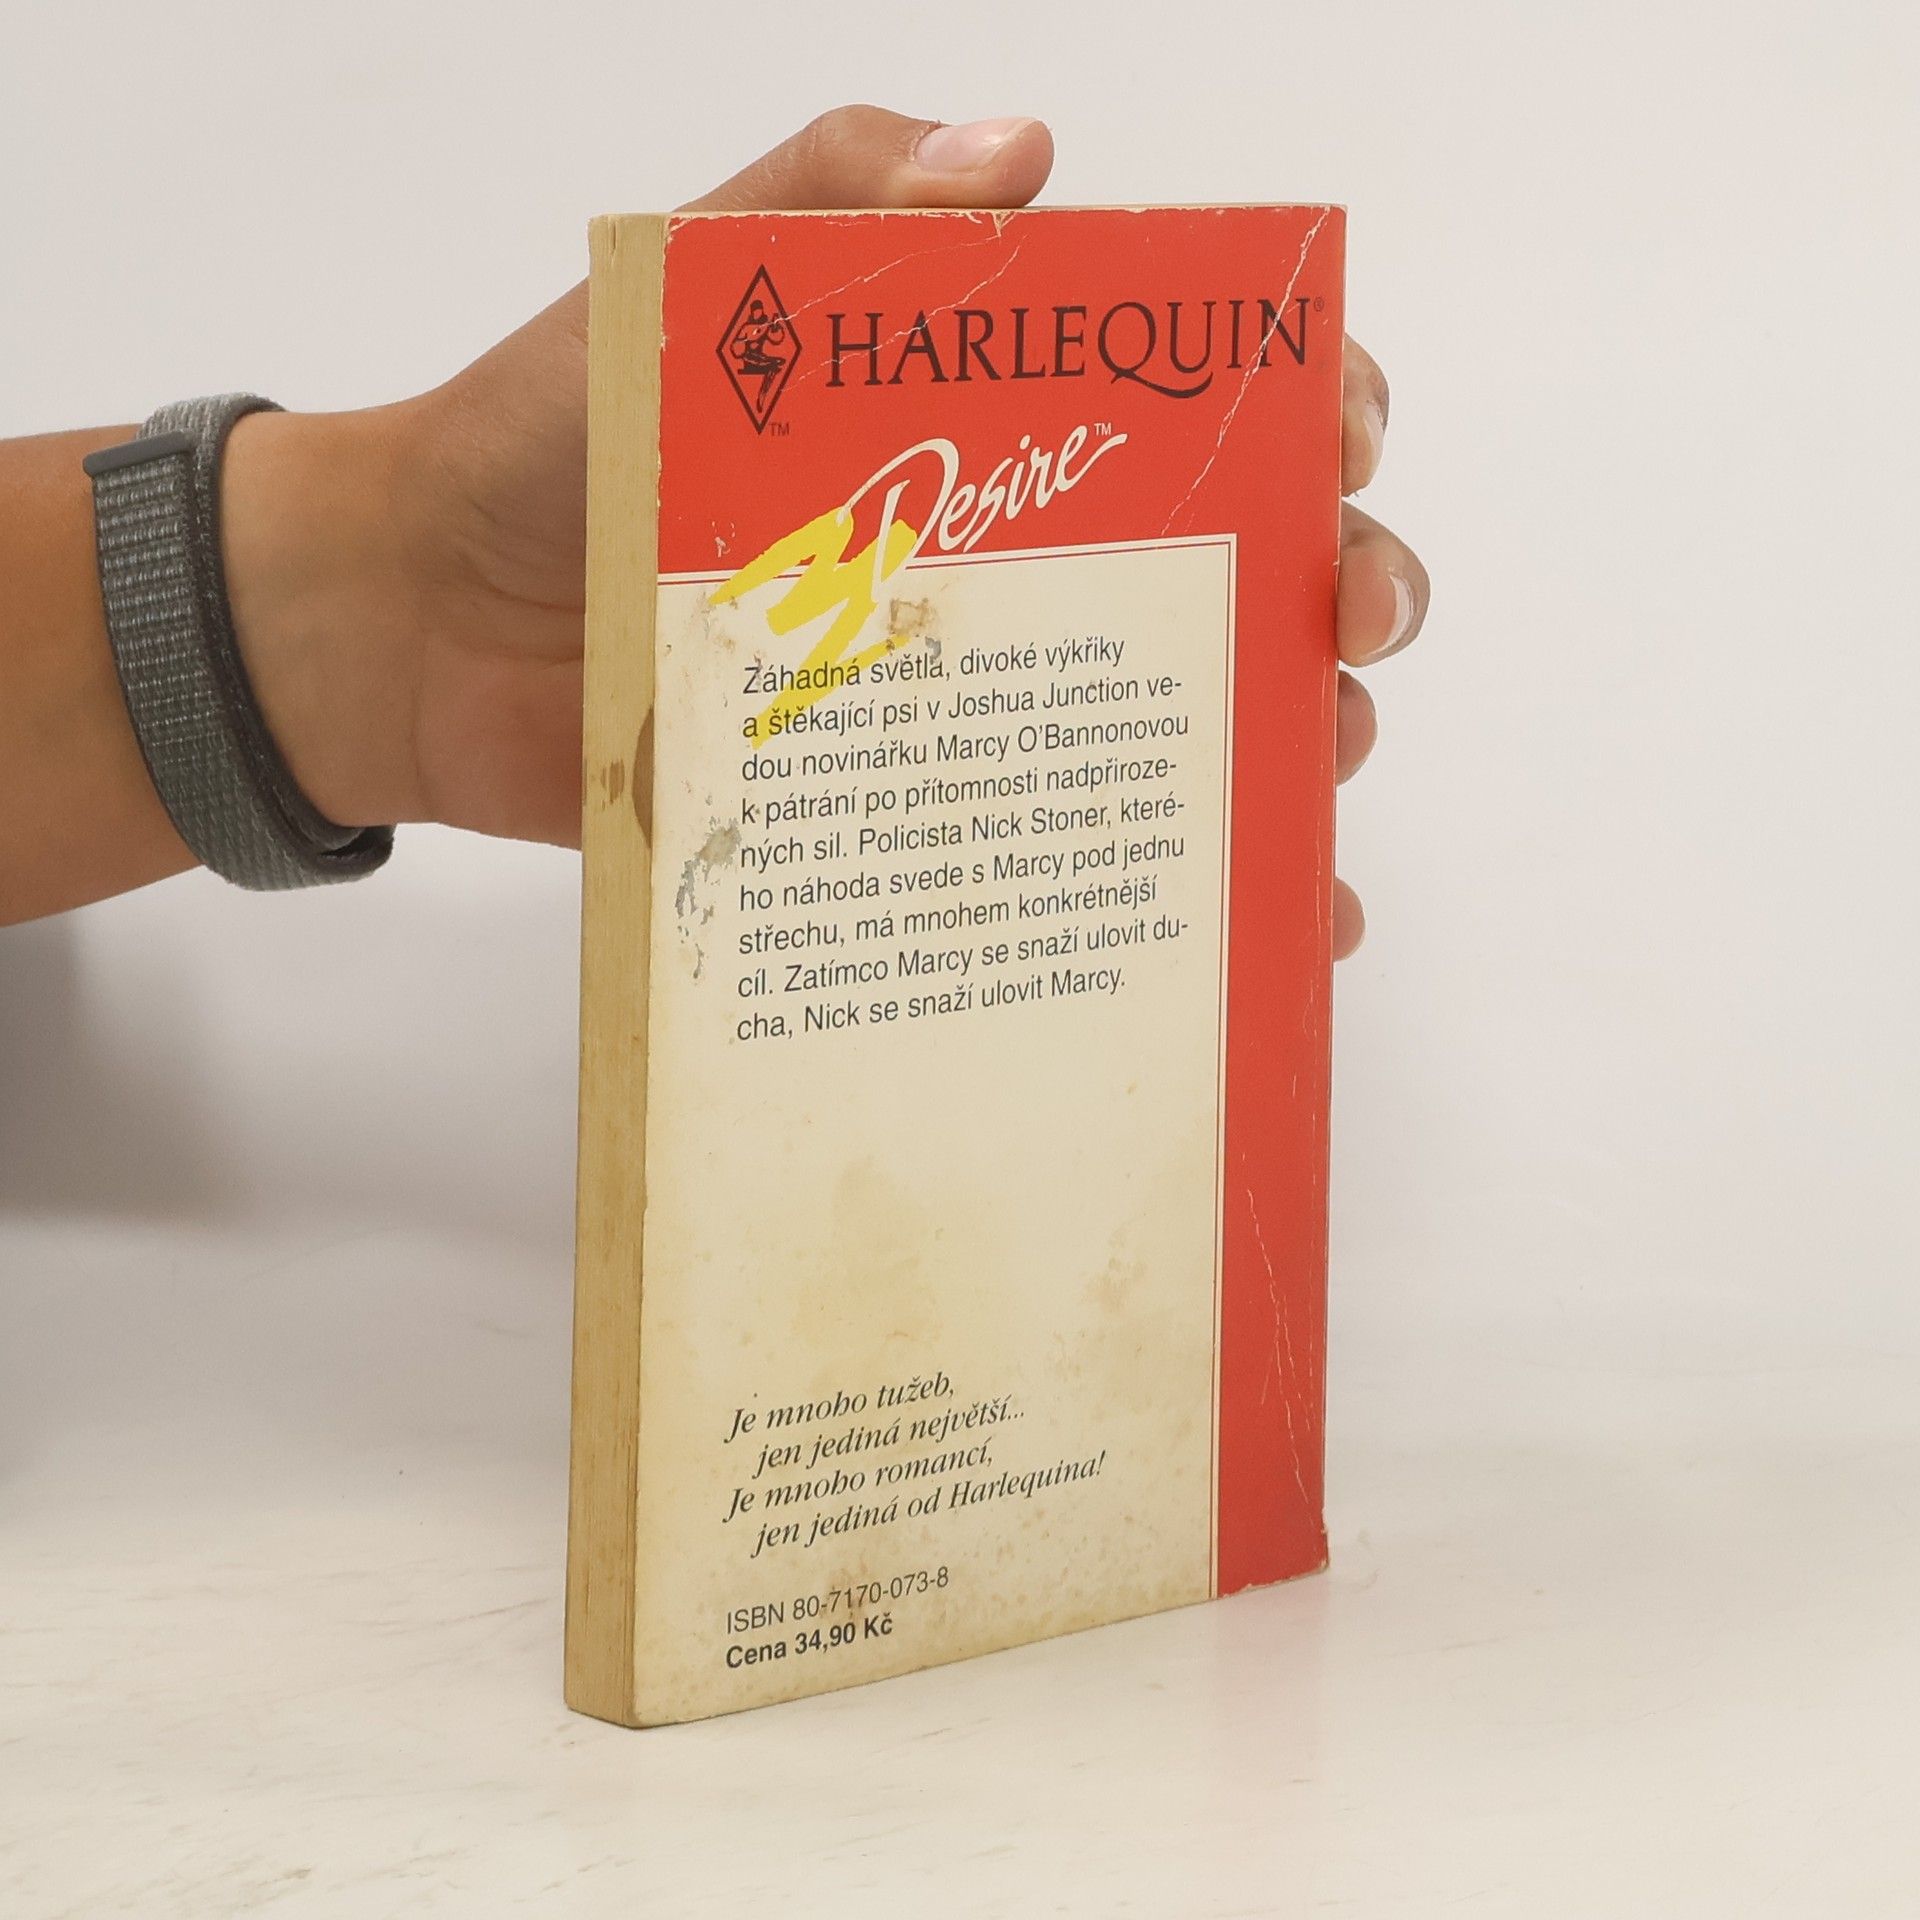 HARLEQUIN®
TM
Desire™
Záhadná světla, divoké výkřiky
a štěkající psi v Joshua Junction ve-
dou novinářku Marcy O'Bannonovou
k pátrání po přítomnosti nadpřiroze-
ných sil. Policista Nick Stoner, které-
ho náhoda svede s Marcy pod jednu
střechu, má mnohem konkrétnější
cíl. Zatímco Marcy se snaží ulovit du-
cha, Nick se snaží ulovit Marcy.
Je mnoho tužeb,
jen jediná největší...
Je mnoho romancí,
jen jediná od Harlequina!
ISBN 80-7170-073-8
Cena 34,90 Kč